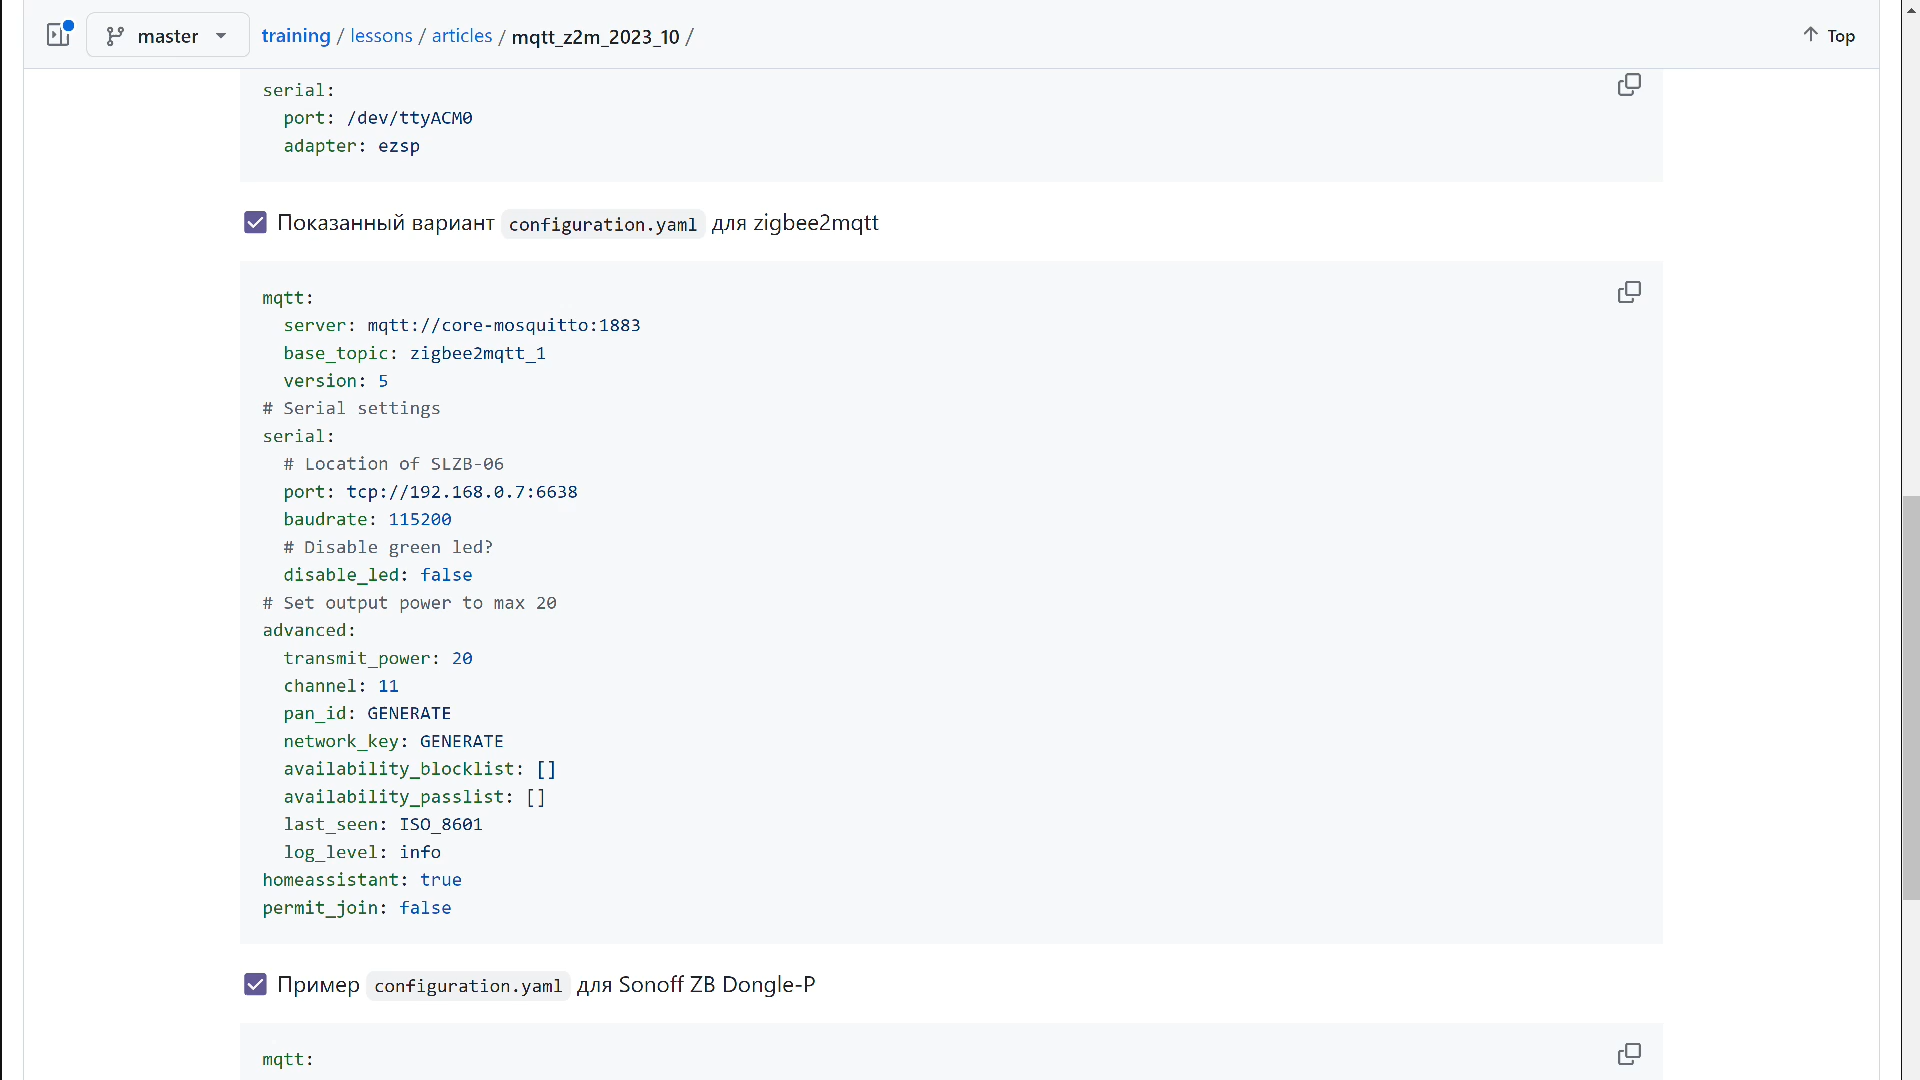 master training / lessons / articles / mqtt_z2m_2023_10 / Top
serial:
port: /dev/ttyACM0
adapter: ezsp
Показанный вариант configuration.yaml для zigbee2mqtt
mqtt:
server: mqtt://core-mosquitto:1883
base_topic: zigbee2mqtt_1
version: 5
# Serial settings
serial:
# Location of SLZB-06
port: tcp://192.168.0.7:6638
baudrate: 115200
# Disable green led?
disable_led: false
# Set output power to max 20
advanced:
transmit_power: 20
channel: 11
pan_id: GENERATE
network_key: GENERATE
availability_blocklist: []
availability_passlist: []
last_seen: ISO_8601
log_level: info
homeassistant: true
permit_join: false
Пример configuration.yaml для Sonoff ZB Dongle-P
mqtt: